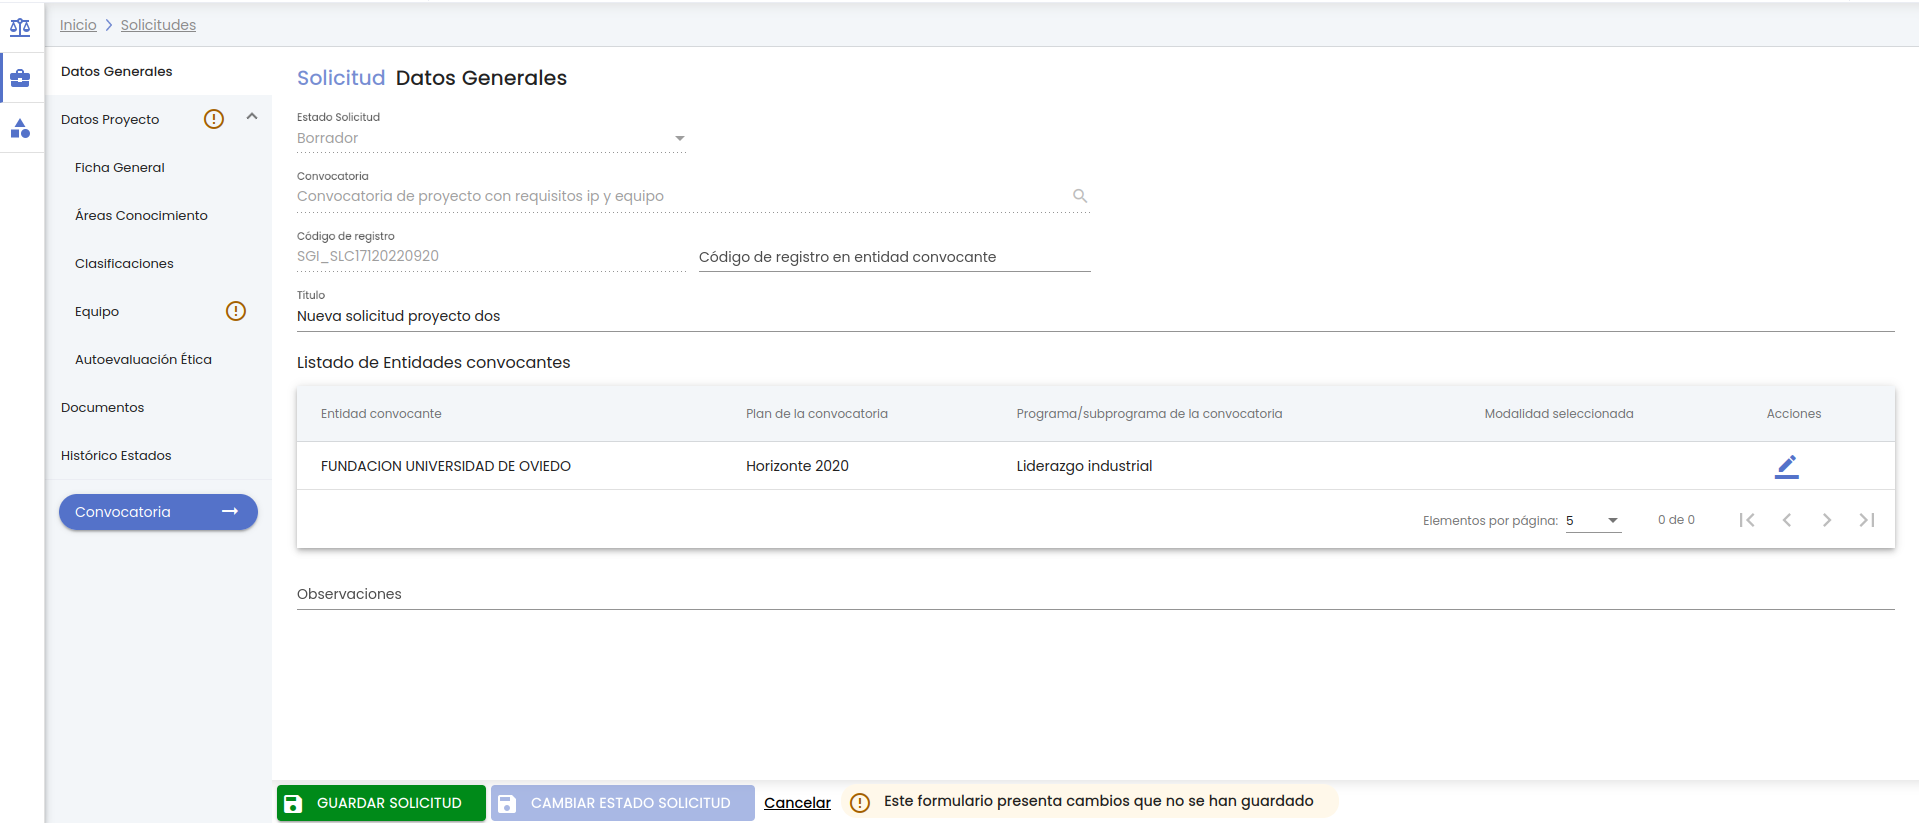 Inicio > Solicitudes
Datos Generales
Datos Proyecto
Ficha General
Áreas Conocimiento
Clasificaciones
Equipo
Autoevaluación Ética
Documentos
Histórico Estados
Convocatoria
Solicitud Datos Generales
Estado Solicitud
Borrador
Convocatoria
Convocatoria de proyecto con requisitos ip y equipo
Código de registro
SGI_SLC17120220920
Código de registro en entidad convocante
Título
Nueva solicitud proyecto dos
Listado de Entidades convocantes
Entidad convocante Plan de la convocatoria Programa/subprograma de la convocatoria Modalidad seleccionada Acciones
FUNDACION UNIVERSIDAD DE OVIEDO Horizonte 2020 Liderazgo industrial
Elementos por página: 5 0 de 0
Observaciones
GUARDAR SOLICITUD CAMBIAR ESTADO SOLICITUD Cancelar Este formulario presenta cambios que no se han guardado